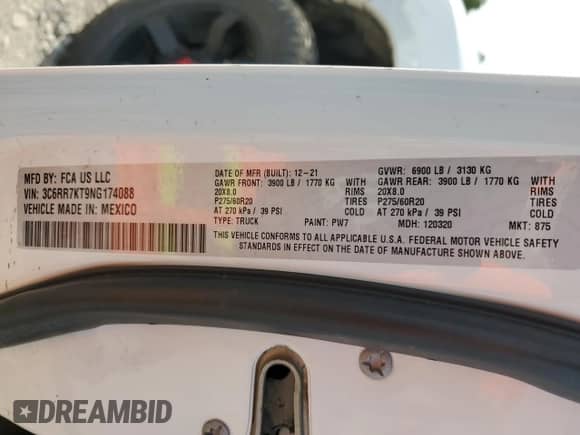 MFD BY: FCA US LLC
VIN: 3C6RR7KT9NG174088
VEHICLE MADE IN: MEXICO
DATE OF MFR (BUILT): 12-21
GAWR FRONT: 3900 LB / 1770 KG WITH
20X8.0 RIMS
P275/60R20 TIRES
AT 270 kPa / 39 PSI COLD
TYPE: TRUCK PAINT: PW7
GVWR: 6900 LB / 3130 KG
GAWR REAR: 3900 LB / 1770 KG WITH
20X8.0 RIMS
P275/60R20 TIRES
AT 270 kPa / 39 PSI COLD
MDH: 120320 MKT: 875
THIS VEHICLE CONFORMS TO ALL APPLICABLE U.S.A. FEDERAL MOTOR VEHICLE SAFETY
STANDARDS IN EFFECT ON THE DATE OF MANUFACTURE SHOWN ABOVE.
DREAMBID